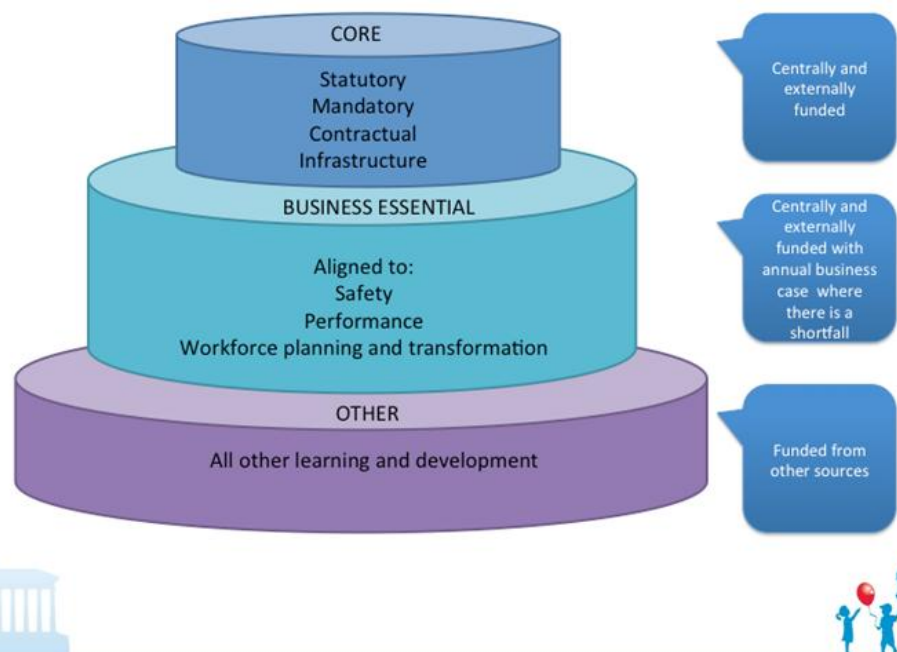 CORE
Statutory
Mandatory
Contractual
Infrastructure
Centrally and
externally
funded
BUSINESS ESSENTIAL
Aligned to:
Safety
Performance
Workforce planning and transformation
Centrally and
externally
funded with
annual business
case where
there is a
shortfall
OTHER
All other learning and development
Funded from
other sources